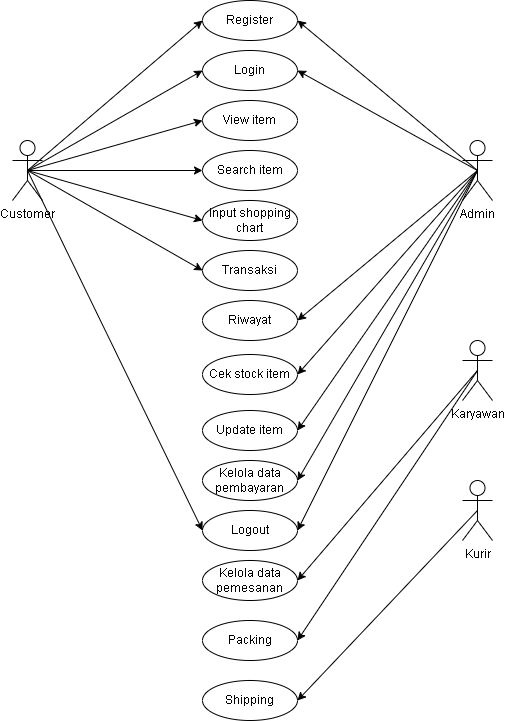 Register
Login
View item
Search item
Customer
Admin
Input shopping
chart
Transaksi
Riwayat
Cek stock item
Karyawan
Update item
Kelola data
pembayaran
Logout
Kurir
Kelola data
pemesanan
Packing
Shipping